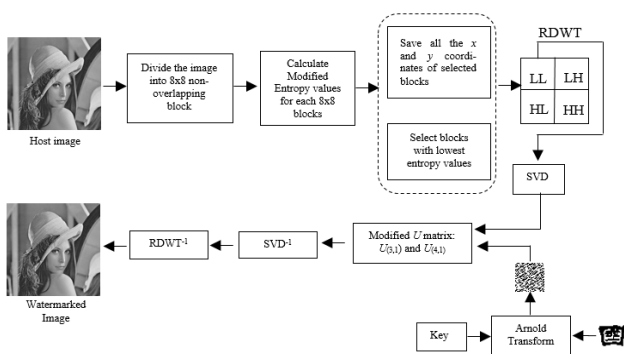 Host image
Divide the image
into 8x8 non-
overlapping
block
Calculate
Modified
Entropy values
for each 8x8
blocks
Save all the x
and y coordi-
nates of selected
blocks
Select blocks
with lowest
entropy values
RDWT
LL LH
HL HH
SVD
Modified U matrix:
U(3,1) and U(4,1)
SVD-1
RDWT-1
Watermarked
Image
Key
Arnold
Transform